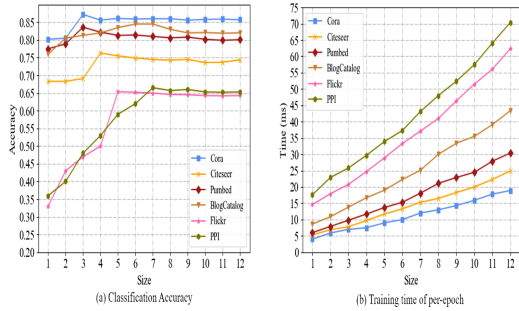 0.85
0.80
0.75
0.70
0.65
0.60
0.55
0.50
0.45
0.40
0.35
0.30
0.25
0.20
Accuracy
Cora
Citeseer
Pumbed
BlogCatalog
Flickr
PPI
1 2 3 4 5 6 7 8 9 10 11 12
Size
(a) Classification Accuracy
75
70
65
60
55
50
45
40
35
30
25
20
15
10
5
0
Time (ms)
Cora
Citeseer
Pumbed
BlogCatalog
Flickr
PPI
1 2 3 4 5 6 7 8 9 10 11 12
Size
(b) Training time of per-epoch